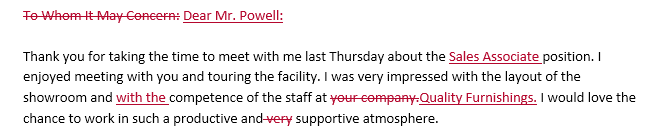 To Whom It May Concern: Dear Mr. Powell:
Thank you for taking the time to meet with me last Thursday about the Sales Associate position. I
enjoyed meeting with you and touring the facility. I was very impressed with the layout of the
showroom and with the competence of the staff at your company.Quality Furnishings. I would love the
chance to work in such a productive and very supportive atmosphere.